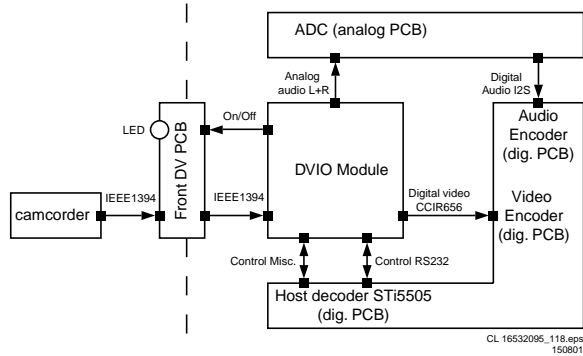 ADC (analog PCB)
Analog
audio L+R
Digital
Audio I2S
LED
On/Off
Front DV PCB
DVIO Module
Audio
Encoder
(dig. PCB)
camcorder
IEEE1394
IEEE1394
Digital video
CCIR656
Video
Encoder
(dig. PCB)
Control Misc.
Control RS232
Host decoder STi5505
(dig. PCB)
CL 16532095_118.eps
150801